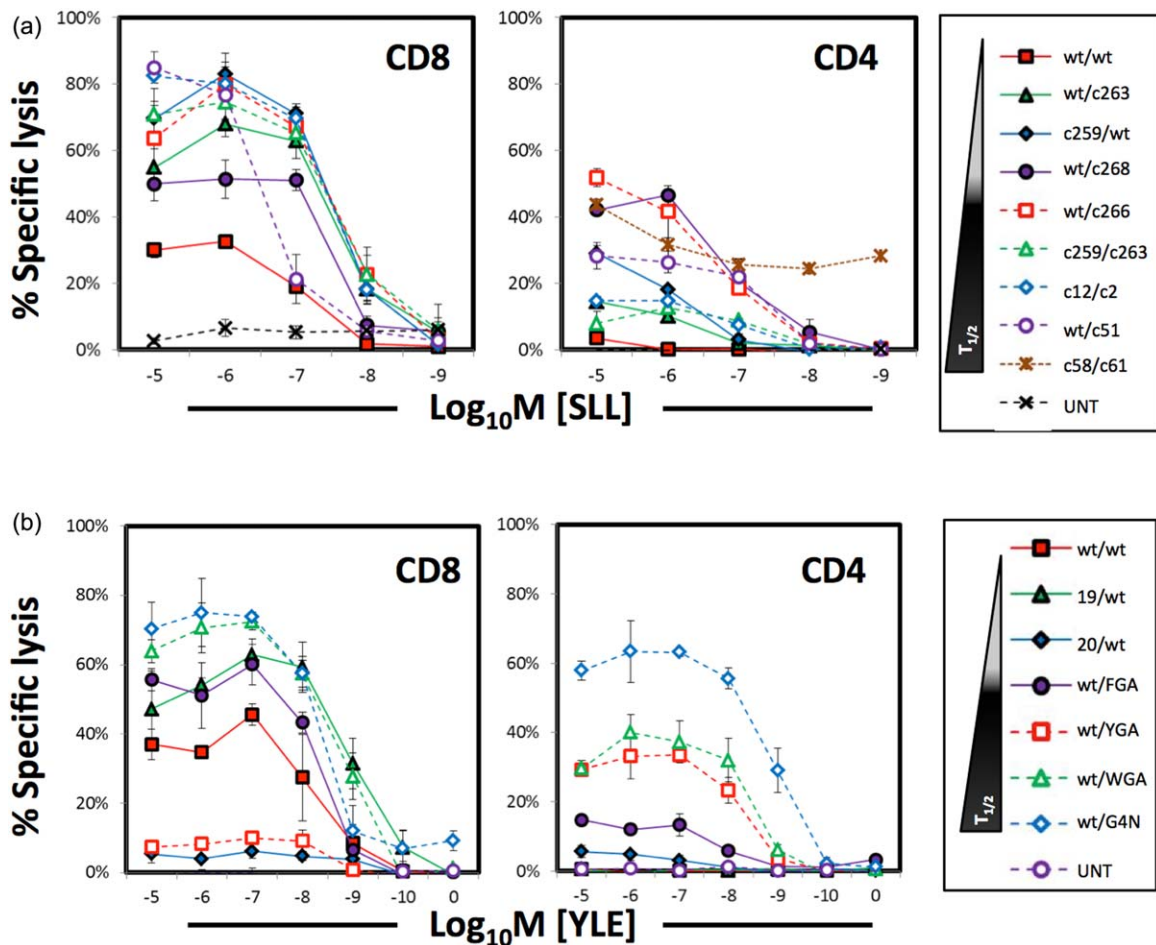 (a)
% Specific lysis
100%
80%
60%
40%
20%
0%
CD8
-5 -6 -7 -8 -9
100%
80%
60%
40%
20%
0%
CD4
-5 -6 -7 -8 -9
Log10M [SLL]
T1/2
wt/wt
wt/c263
c259/wt
wt/c268
wt/c266
c259/c263
c12/c2
wt/c51
c58/c61
UNT
(b)
% Specific lysis
100%
80%
60%
40%
20%
0%
CD8
-5 -6 -7 -8 -9 -10 0
100%
80%
60%
40%
20%
0%
CD4
-5 -6 -7 -8 -9 -10 0
Log10M [YLE]
T1/2
wt/wt
19/wt
20/wt
wt/FGA
wt/YGA
wt/WGA
wt/G4N
UNT